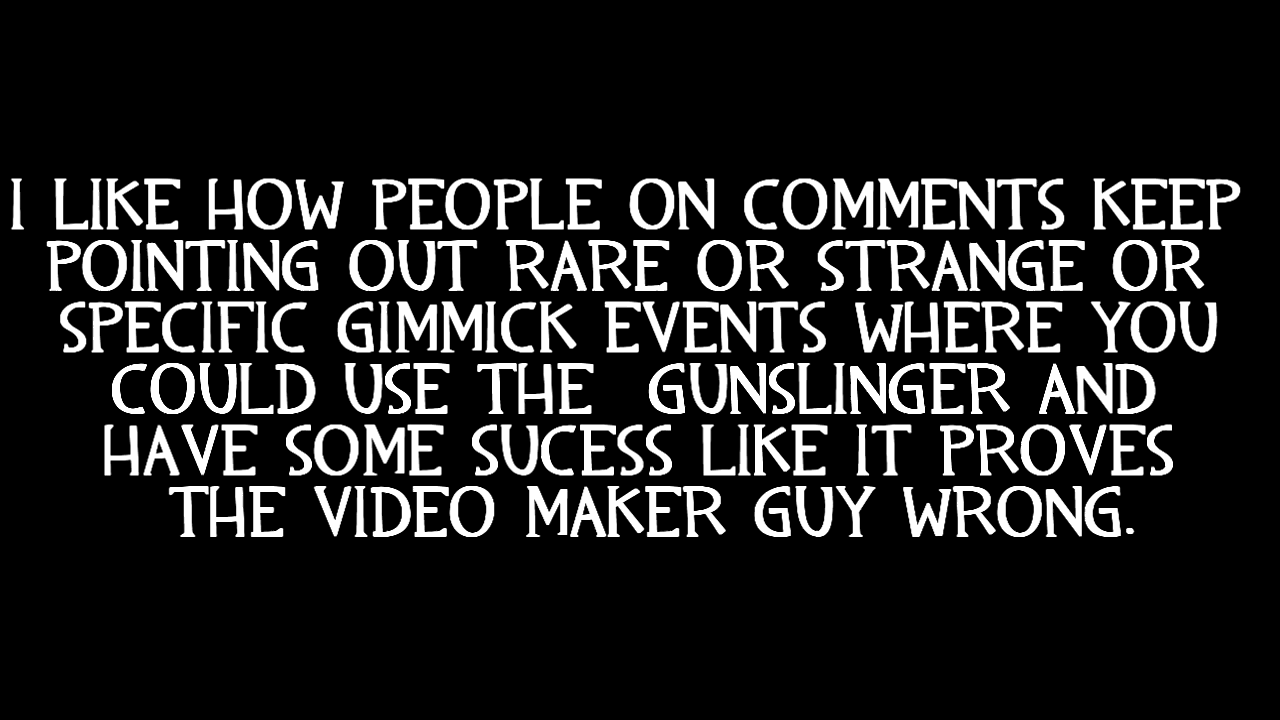 I LIKE HOW PEOPLE ON COMMENTS KEEP
POINTING OUT RARE OR STRANGE OR
SPECIFIC GIMMICK EVENTS WHERE YOU
COULD USE THE  GUNSLINGER AND
HAVE SOME SUCESS LIKE IT PROVES
THE VIDEO MAKER GUY WRONG.